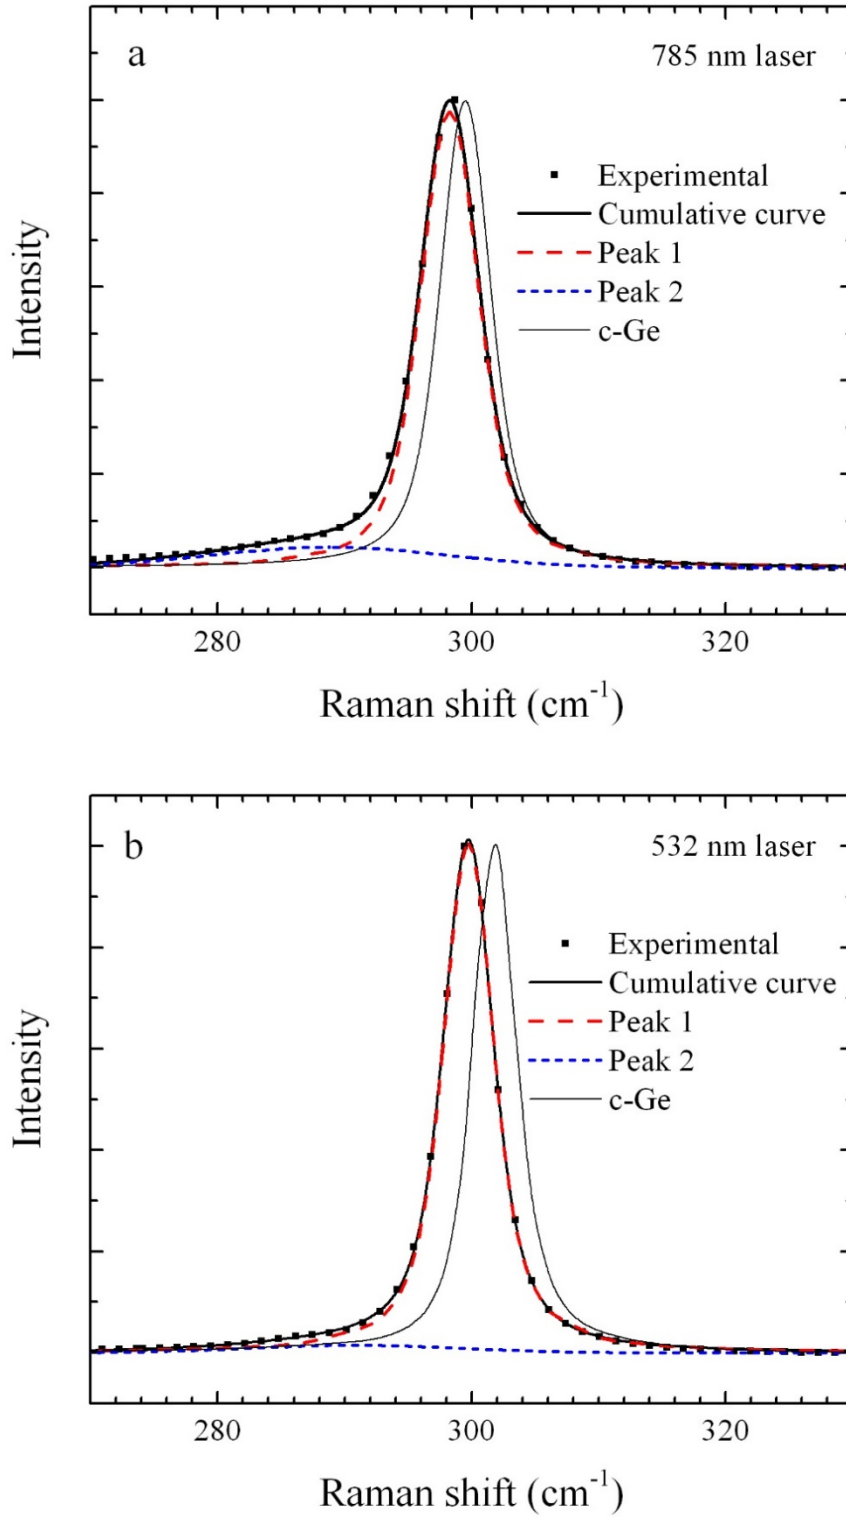 a
785 nm laser
Experimental
Cumulative curve
Peak 1
Peak 2
c-Ge
Intensity
280
300
320
Raman shift (cm⁻¹)
b
532 nm laser
Experimental
Cumulative curve
Peak 1
Peak 2
c-Ge
Intensity
280
300
320
Raman shift (cm⁻¹)